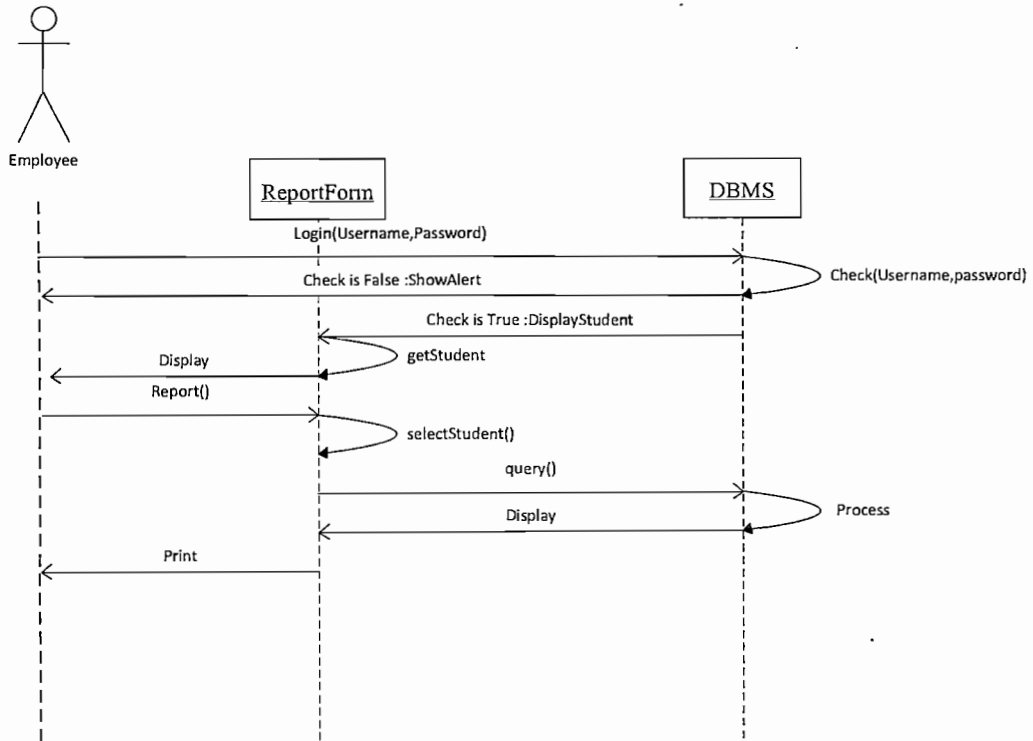 Employee
ReportForm
DBMS
Login(Username,Password)
Check(Username,password)
Check is False :ShowAlert
Check is True :DisplayStudent
getStudent
Display
Report()
selectStudent()
query()
Process
Display
Print